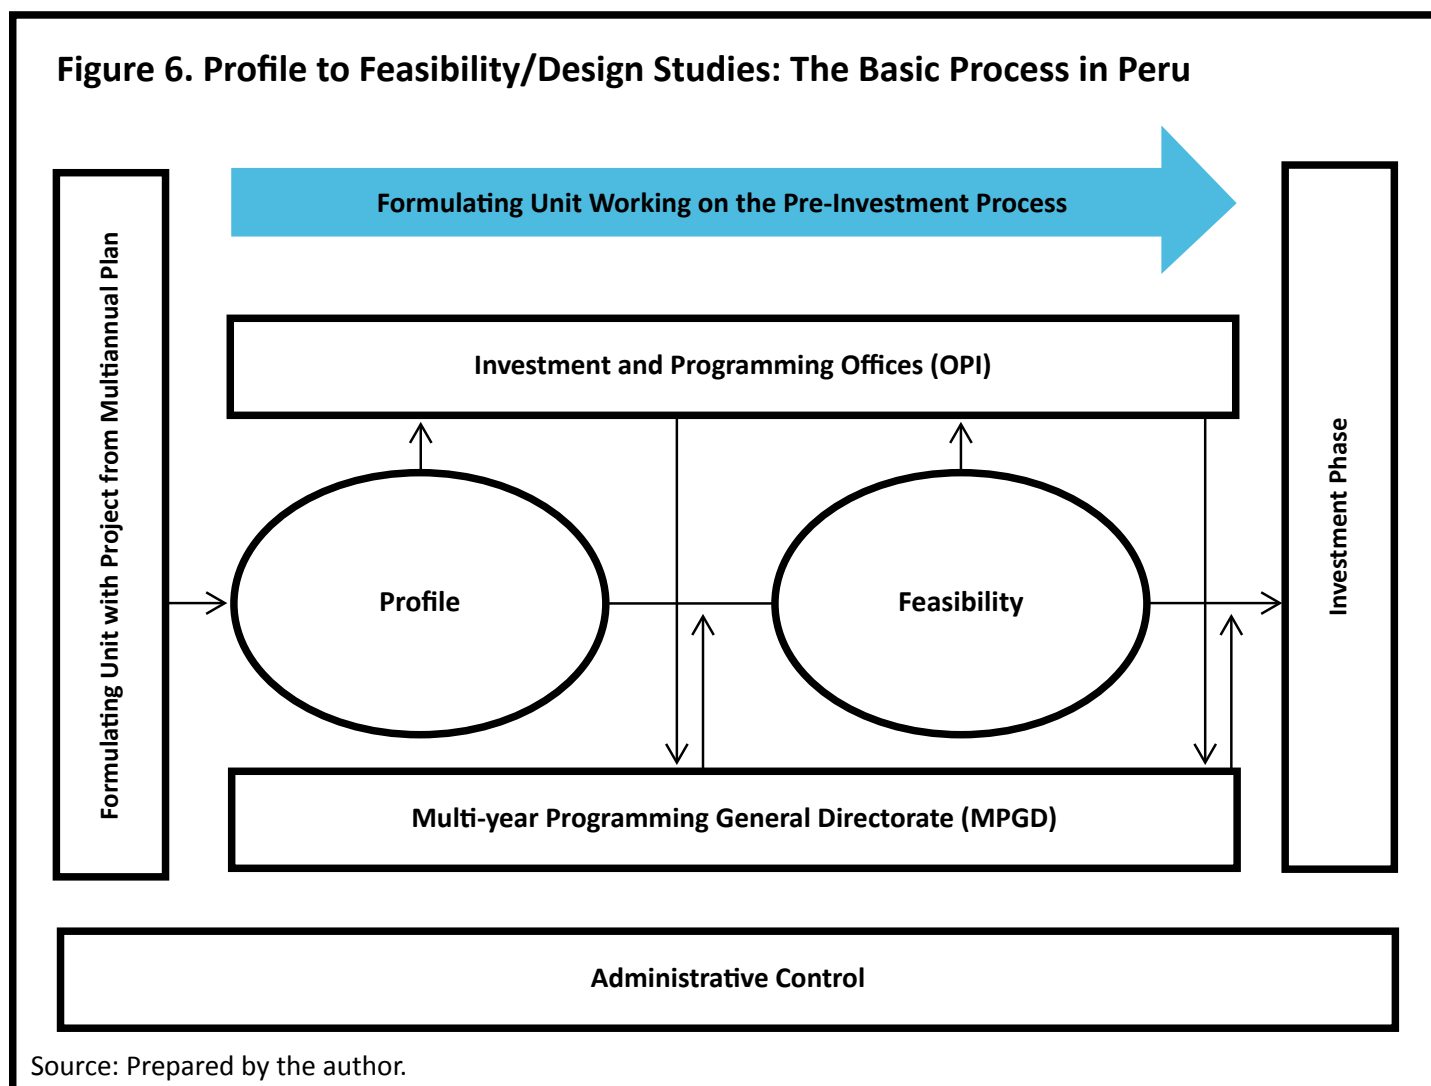 Figure 6. Profile to Feasibility/Design Studies: The Basic Process in Peru
Formulating Unit with Project from Multiannual Plan
Formulating Unit Working on the Pre-Investment Process
Investment and Programming Offices (OPI)
Profile
Feasibility
Multi-year Programming General Directorate (MPGD)
Investment Phase
Administrative Control
Source: Prepared by the author.